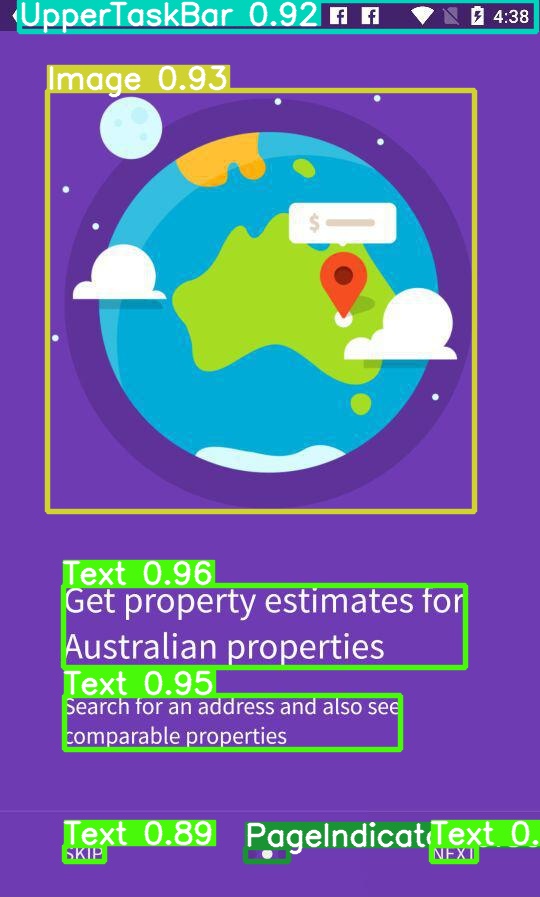 UpperTaskBar 0.92 4:38
Image 0.93
$
Text 0.96
Get property estimates for
Australian properties
Text 0.95
Search for an address and also see
comparable properties
Text 0.89 PageIndicato Text 0.
SKIP NEXT